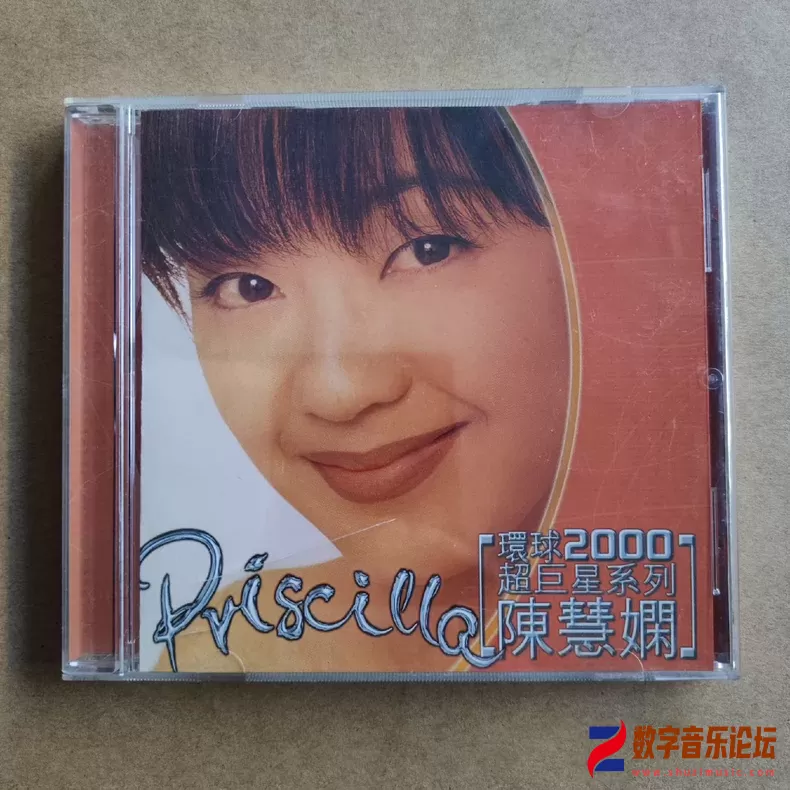 Priscilla
環球2000
超巨星系列
陳慧嫻
数字音乐论坛